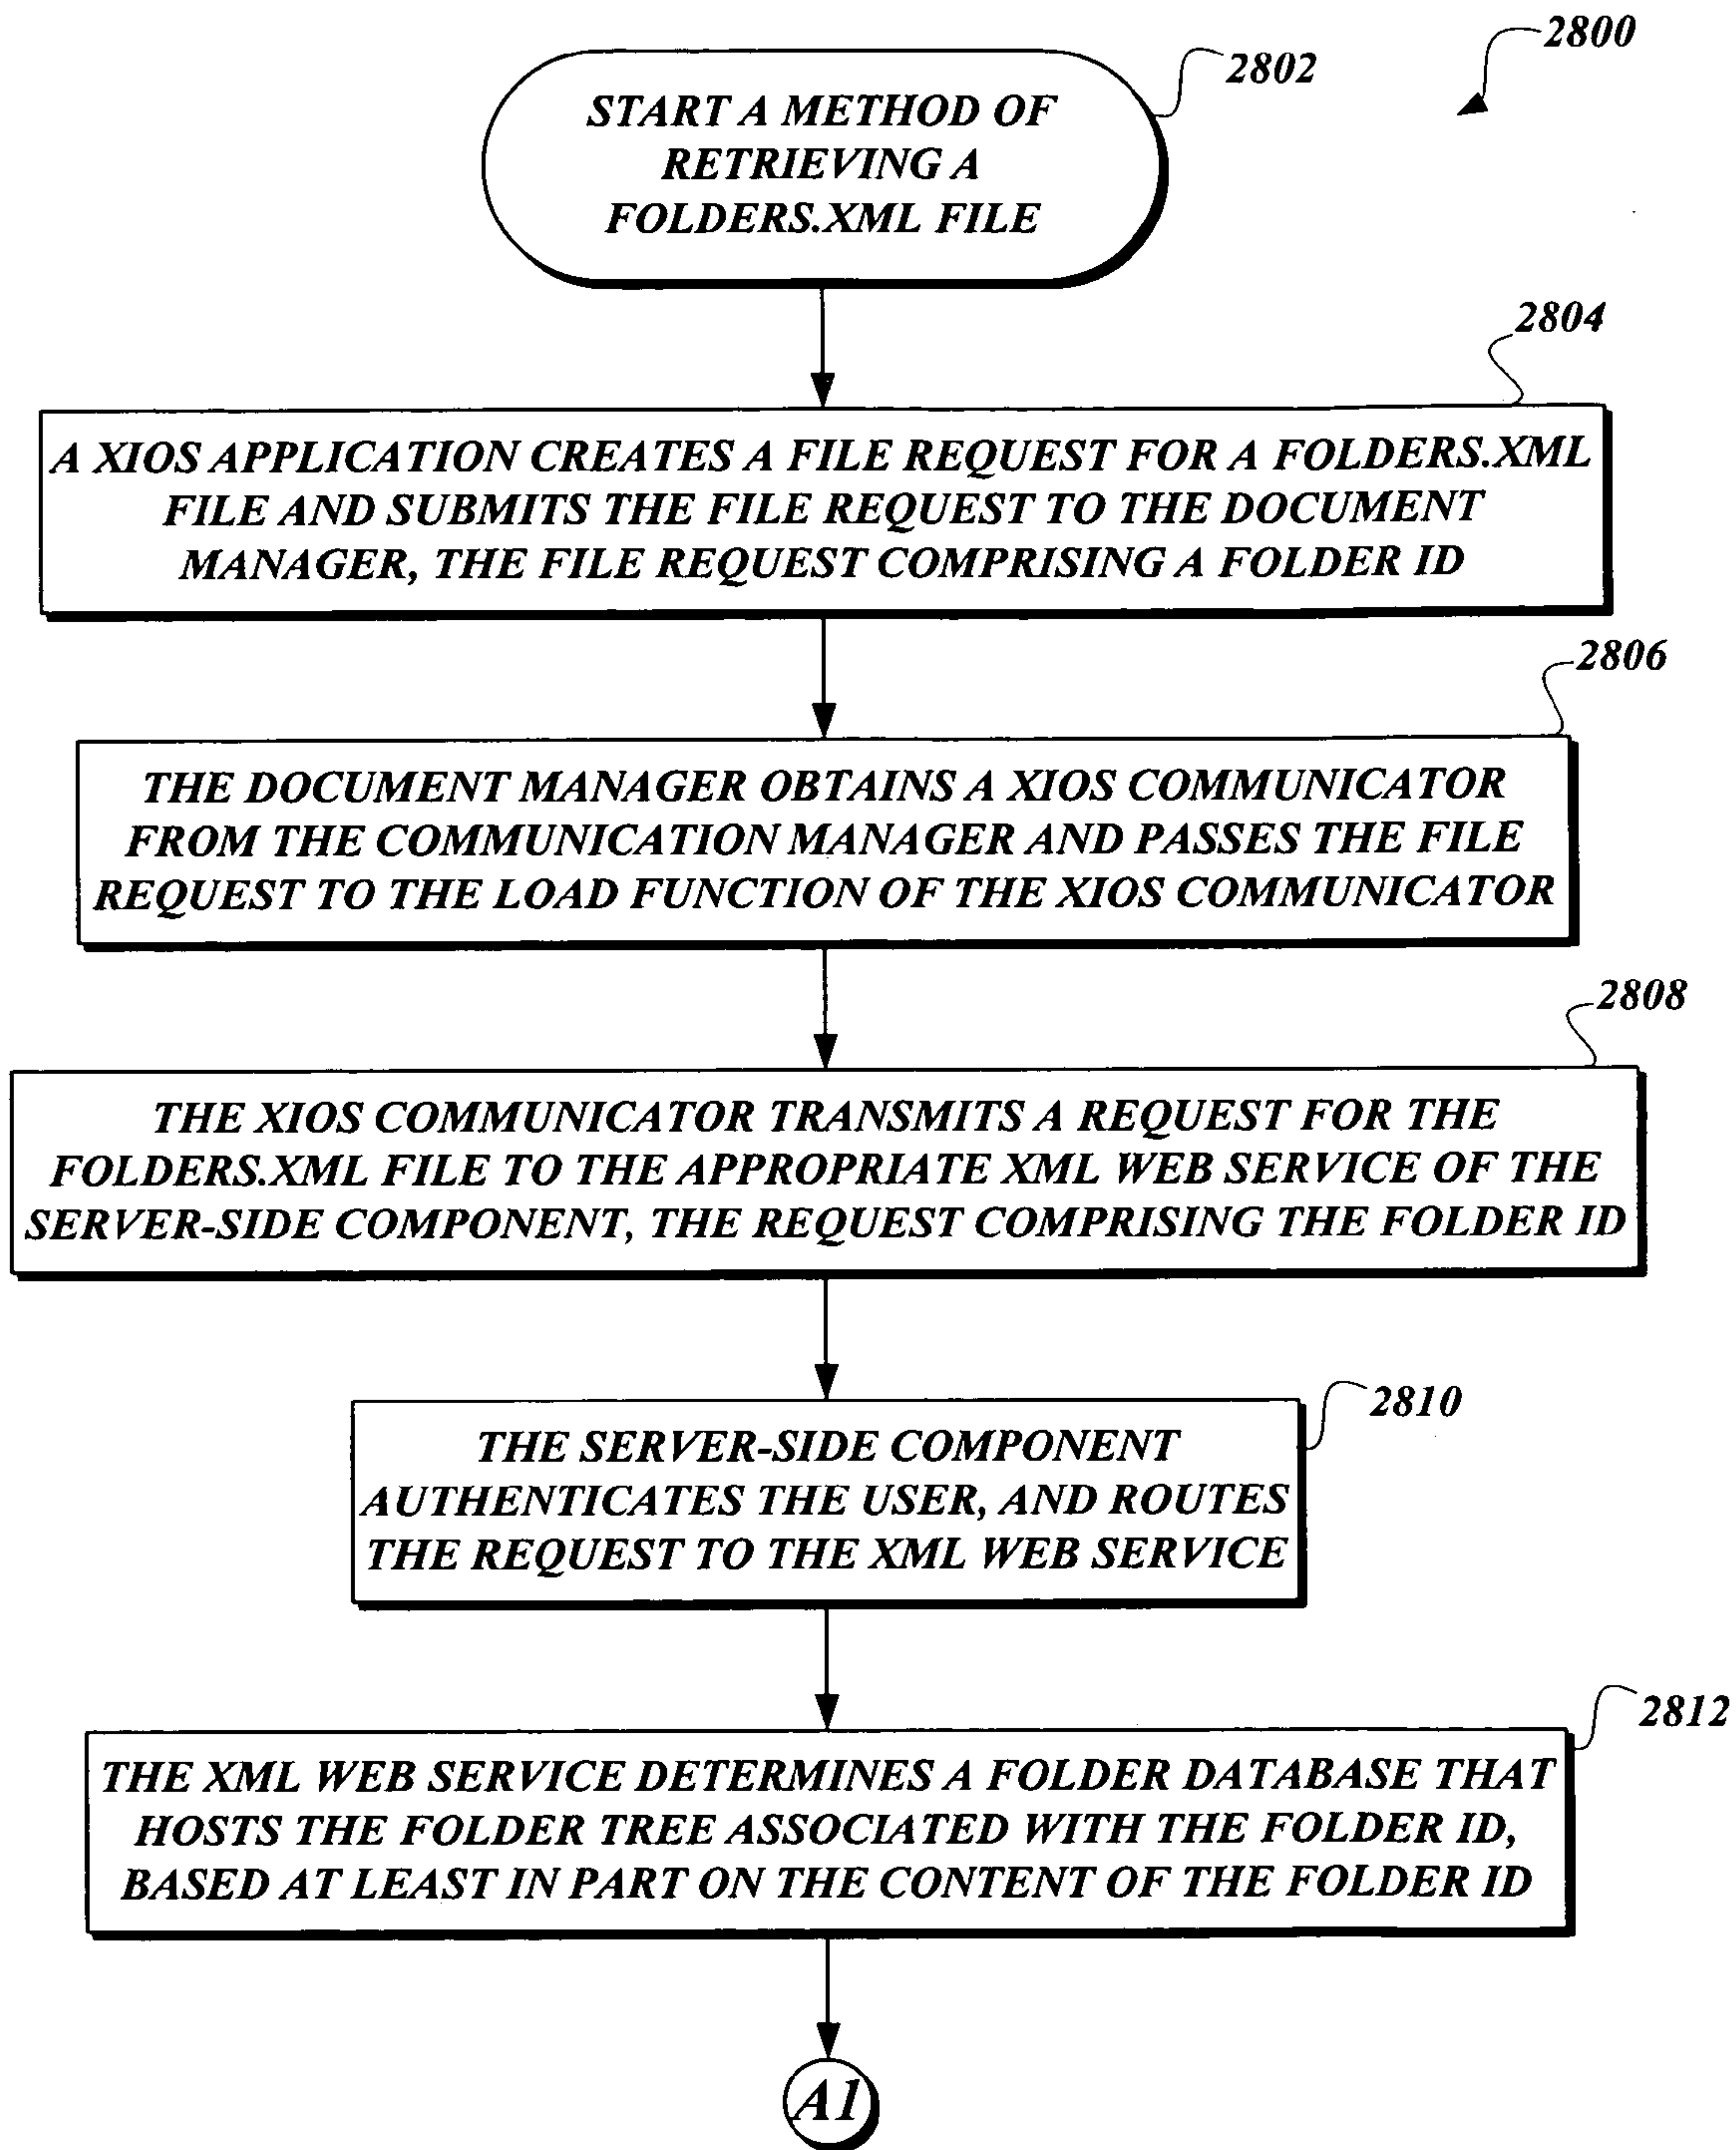 2800
2802
START A METHOD OF
RETRIEVING A
FOLDERS.XML FILE
2804
A XIOS APPLICATION CREATES A FILE REQUEST FOR A FOLDERS.XML
FILE AND SUBMITS THE FILE REQUEST TO THE DOCUMENT
MANAGER, THE FILE REQUEST COMPRISING A FOLDER ID
2806
THE DOCUMENT MANAGER OBTAINS A XIOS COMMUNICATOR
FROM THE COMMUNICATION MANAGER AND PASSES THE FILE
REQUEST TO THE LOAD FUNCTION OF THE XIOS COMMUNICATOR
2808
THE XIOS COMMUNICATOR TRANSMITS A REQUEST FOR THE
FOLDERS.XML FILE TO THE APPROPRIATE XML WEB SERVICE OF THE
SERVER-SIDE COMPONENT, THE REQUEST COMPRISING THE FOLDER ID
2810
THE SERVER-SIDE COMPONENT
AUTHENTICATES THE USER, AND ROUTES
THE REQUEST TO THE XML WEB SERVICE
2812
THE XML WEB SERVICE DETERMINES A FOLDER DATABASE THAT
HOSTS THE FOLDER TREE ASSOCIATED WITH THE FOLDER ID,
BASED AT LEAST IN PART ON THE CONTENT OF THE FOLDER ID
A1